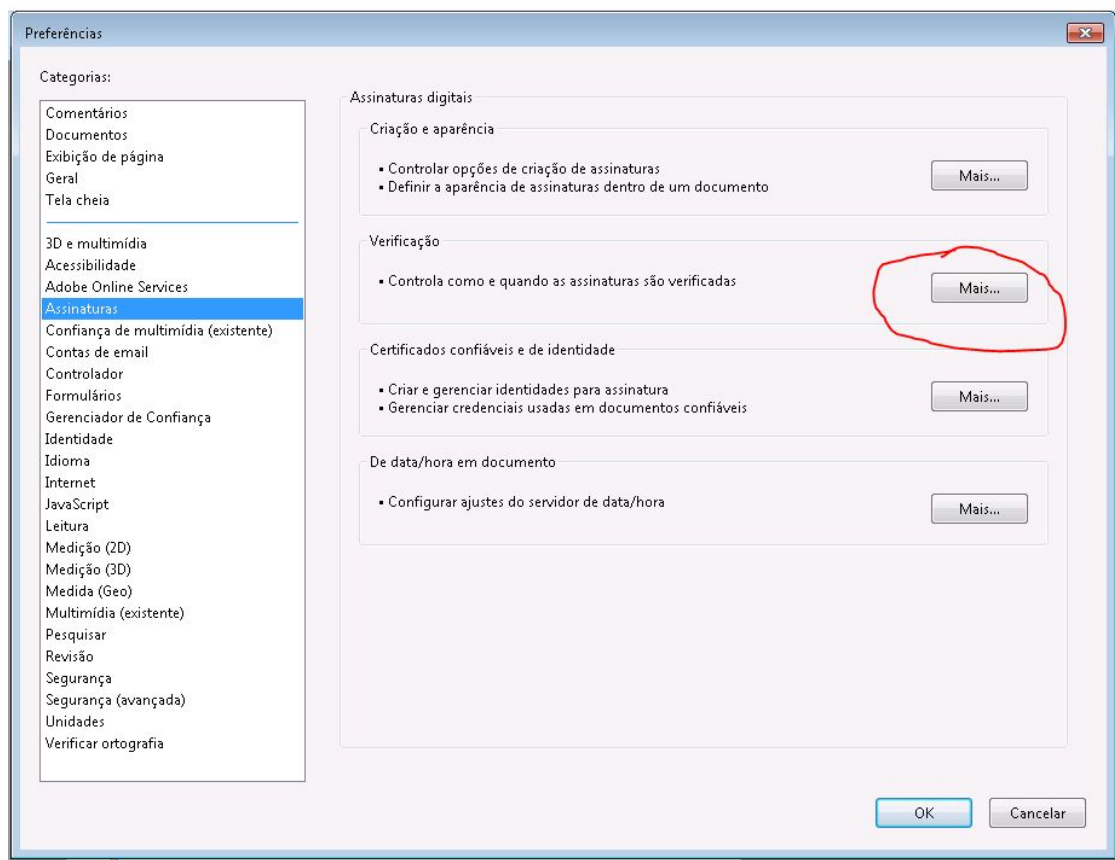 Preferências
Categorias:
Comentários
Documentos
Exibição de página
Geral
Tela cheia
3D e multimídia
Acessibilidade
Adobe Online Services
Assinaturas
Confiança de multimídia (existente)
Contas de email
Controlador
Formulários
Gerenciador de Confiança
Identidade
Idioma
Internet
JavaScript
Leitura
Medição (2D)
Medição (3D)
Medida (Geo)
Multimídia (existente)
Pesquisar
Revisão
Segurança
Segurança (avançada)
Unidades
Verificar ortografia
Assinaturas digitais
Criação e aparência
• Controlar opções de criação de assinaturas
• Definir a aparência de assinaturas dentro de um documento
Mais...
Verificação
• Controla como e quando as assinaturas são verificadas
Mais...
Certificados confiáveis e de identidade
• Criar e gerenciar identidades para assinatura
• Gerenciar credenciais usadas em documentos confiáveis
Mais...
De data/hora em documento
• Configurar ajustes do servidor de data/hora
Mais...
OK
Cancelar